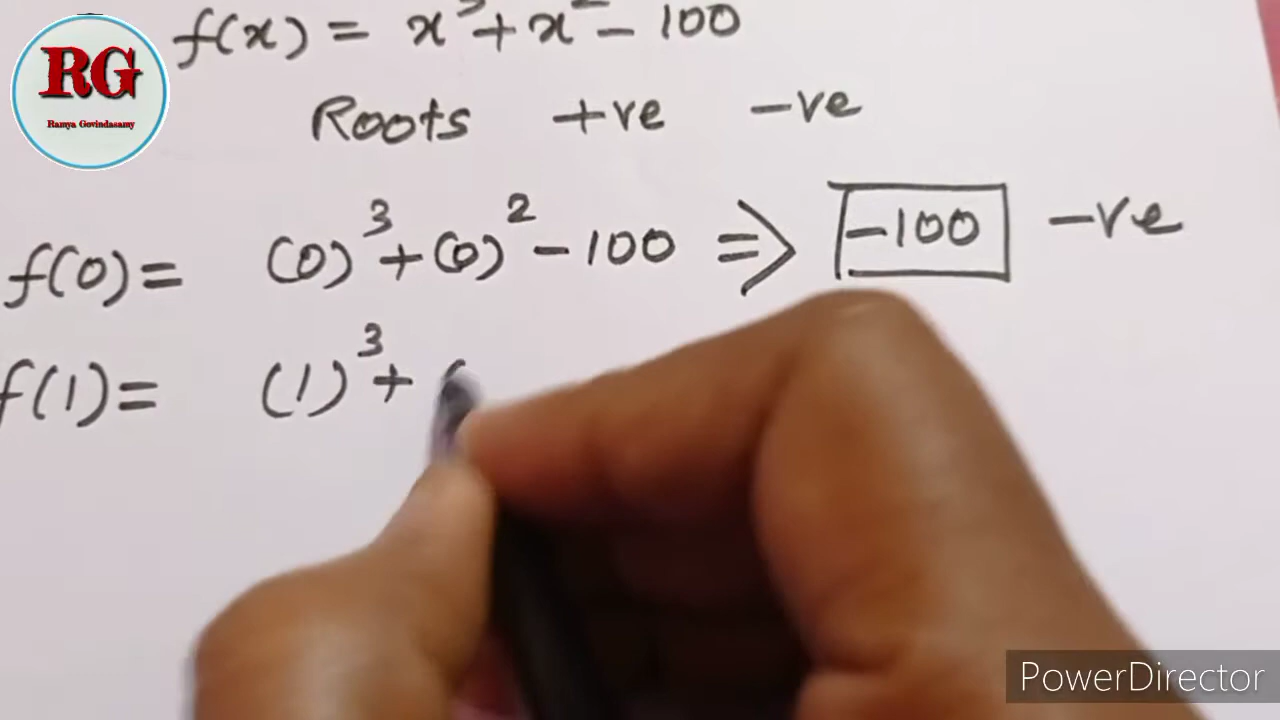 RG
Ramya Govindasamy
f(x) = x³ + x² - 100
Roots +ve -ve
f(0) = (0)³ + (0)² - 100 ⇒ -100 -ve
f(1) = (1)³ + (
PowerDirector